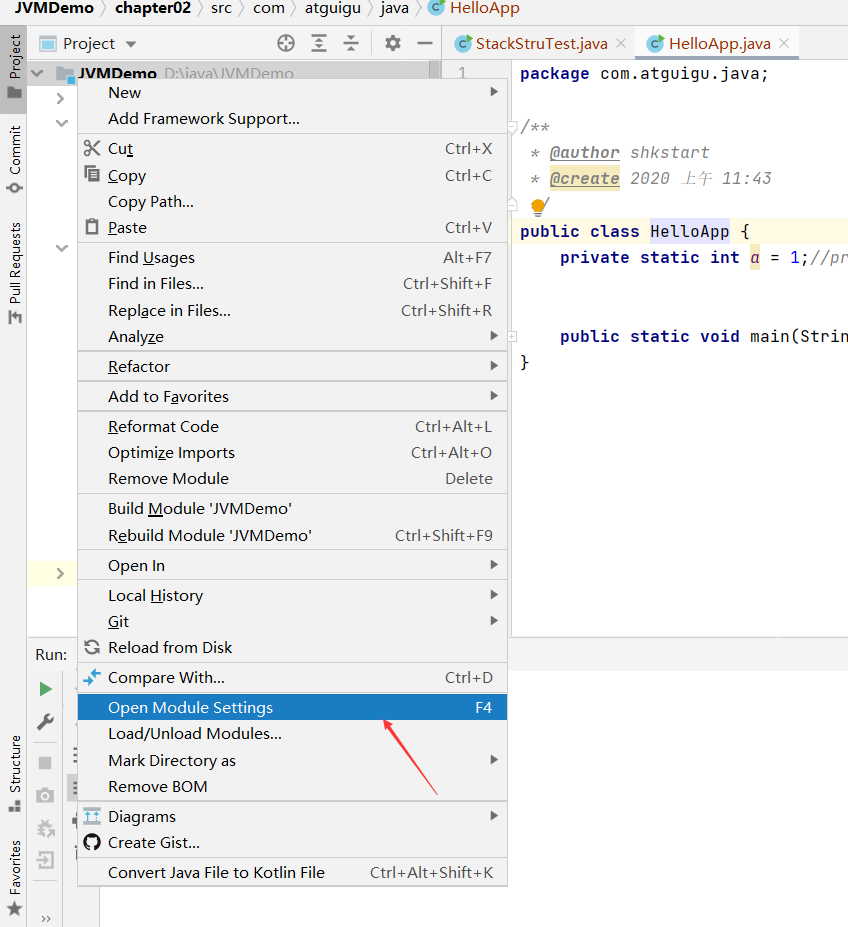 JVMDemo chapter02 src com atguigu java HelloApp
Project
StackStruTest.java HelloApp.java
JVMDemo D:\java\JVMDemo
New
Add Framework Support...
Cut Ctrl+X
Copy Ctrl+C
Copy Path...
Paste Ctrl+V
Find Usages Alt+F7
Find in Files... Ctrl+Shift+F
Replace in Files... Ctrl+Shift+R
Analyze
Refactor
Add to Favorites
Reformat Code Ctrl+Alt+L
Optimize Imports Ctrl+Alt+O
Remove Module Delete
Build Module 'JVMDemo'
Rebuild Module 'JVMDemo' Ctrl+Shift+F9
Open In
Local History
Git
Reload from Disk
Compare With... Ctrl+D
Open Module Settings F4
Load/Unload Modules...
Mark Directory as
Remove BOM
Diagrams
Create Gist...
Convert Java File to Kotlin File Ctrl+Alt+Shift+K
1
package com.atguigu.java;
/**
* @author shkstart
* @create 2020 上午 11:43
/
public class HelloApp {
private static int a = 1;//pr
public static void main(Strin
}
Project
Commit
Pull Requests
Structure
Favorites
Run: